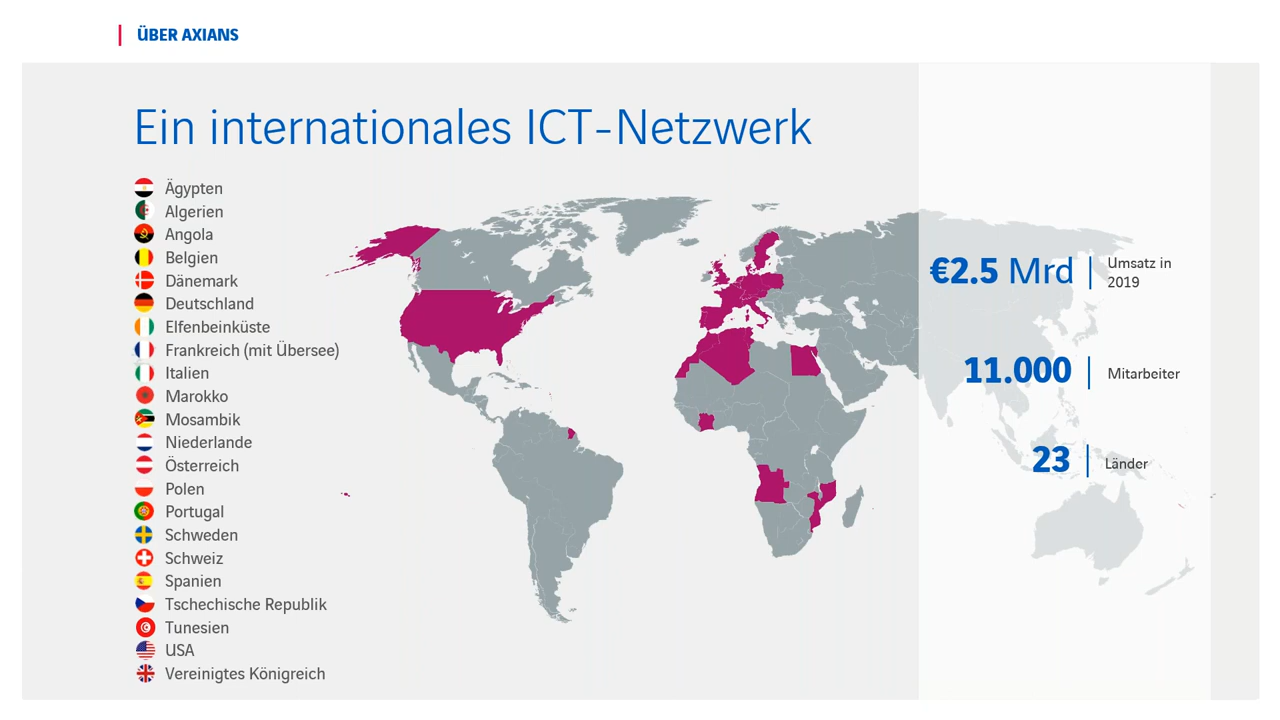 ÜBER AXIANS
Ein internationales ICT-Netzwerk
Ägypten
Algerien
Angola
Belgien
Dänemark
Deutschland
Elfenbeinküste
Frankreich (mit Übersee)
Italien
Marokko
Mosambik
Niederlande
Österreich
Polen
Portugal
Schweden
Schweiz
Spanien
Tschechische Republik
Tunesien
USA
Vereinigtes Königreich
€2.5 Mrd
Umsatz in
2019
11.000
Mitarbeiter
23
Länder